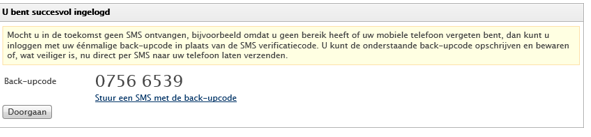 U bent succesvol ingelogd
Mocht u in de toekomst geen SMS ontvangen, bijvoorbeeld omdat u geen bereik heeft of uw mobiele telefoon vergeten bent, dan kunt u
inloggen met uw éénmalige back-upcode in plaats van de SMS verificatiecode. U kunt de onderstaande back-upcode opschrijven en bewaren
of, wat veiliger is, nu direct per SMS naar uw telefoon laten verzenden.
Back-upcode 0756 6539
Stuur een SMS met de back-upcode
Doorgaan